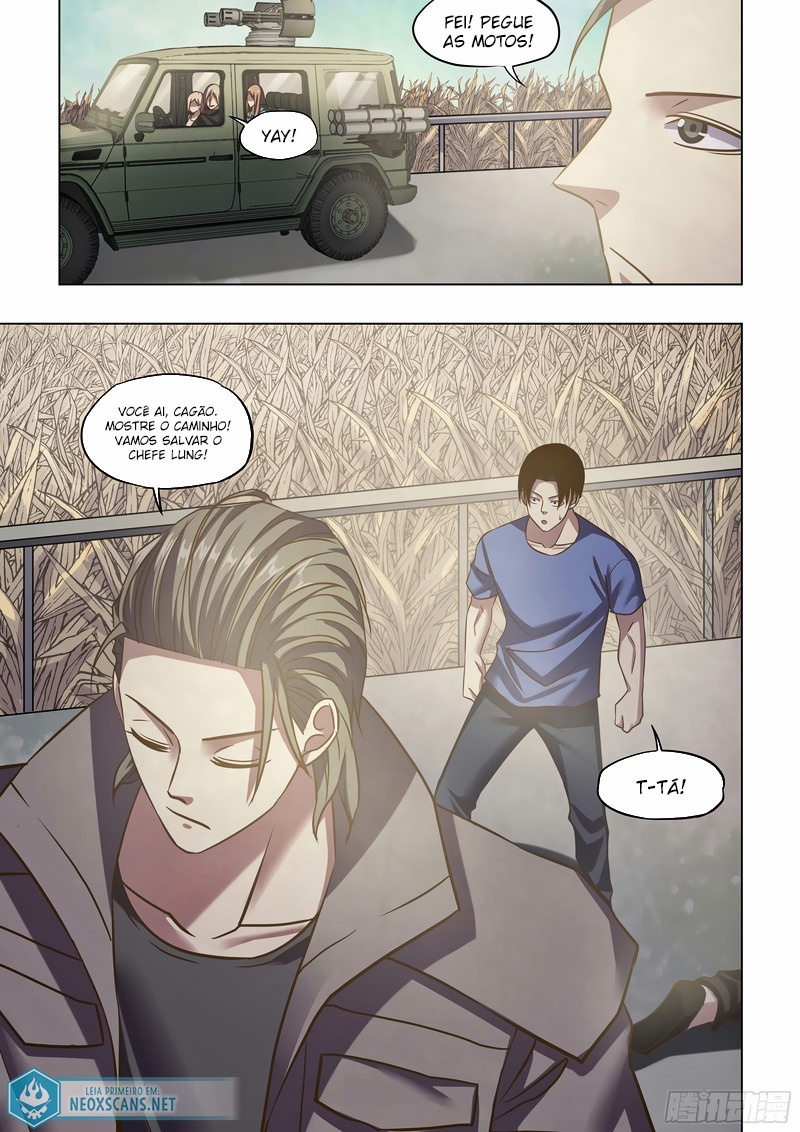 FEI! PEGUE
AS MOTOS!
YAY!
VOCÊ AI, CAGÃO.
MOSTRE O CAMINHO!
VAMOS SALVAR O
CHEFE LUNG!
T-TÁ!
LEIA PRIMEIRO EM:
NEOXSCANS.NET
腾讯动漫